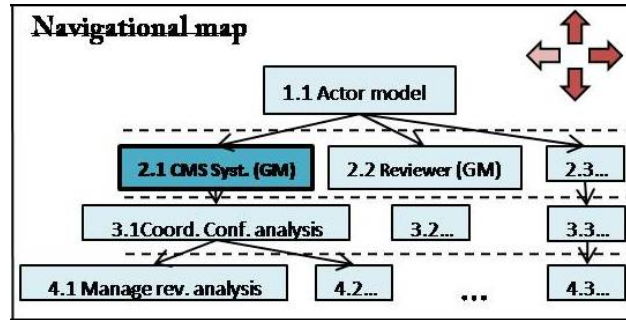 Navigational map
1.1 Actor model
2.1 CMS Syst. (GM)
2.2 Reviewer (GM)
2.3...
3.1Coord. Conf. analysis
3.2...
3.3...
4.1 Manage rev. analysis
4.2...
...
4.3...